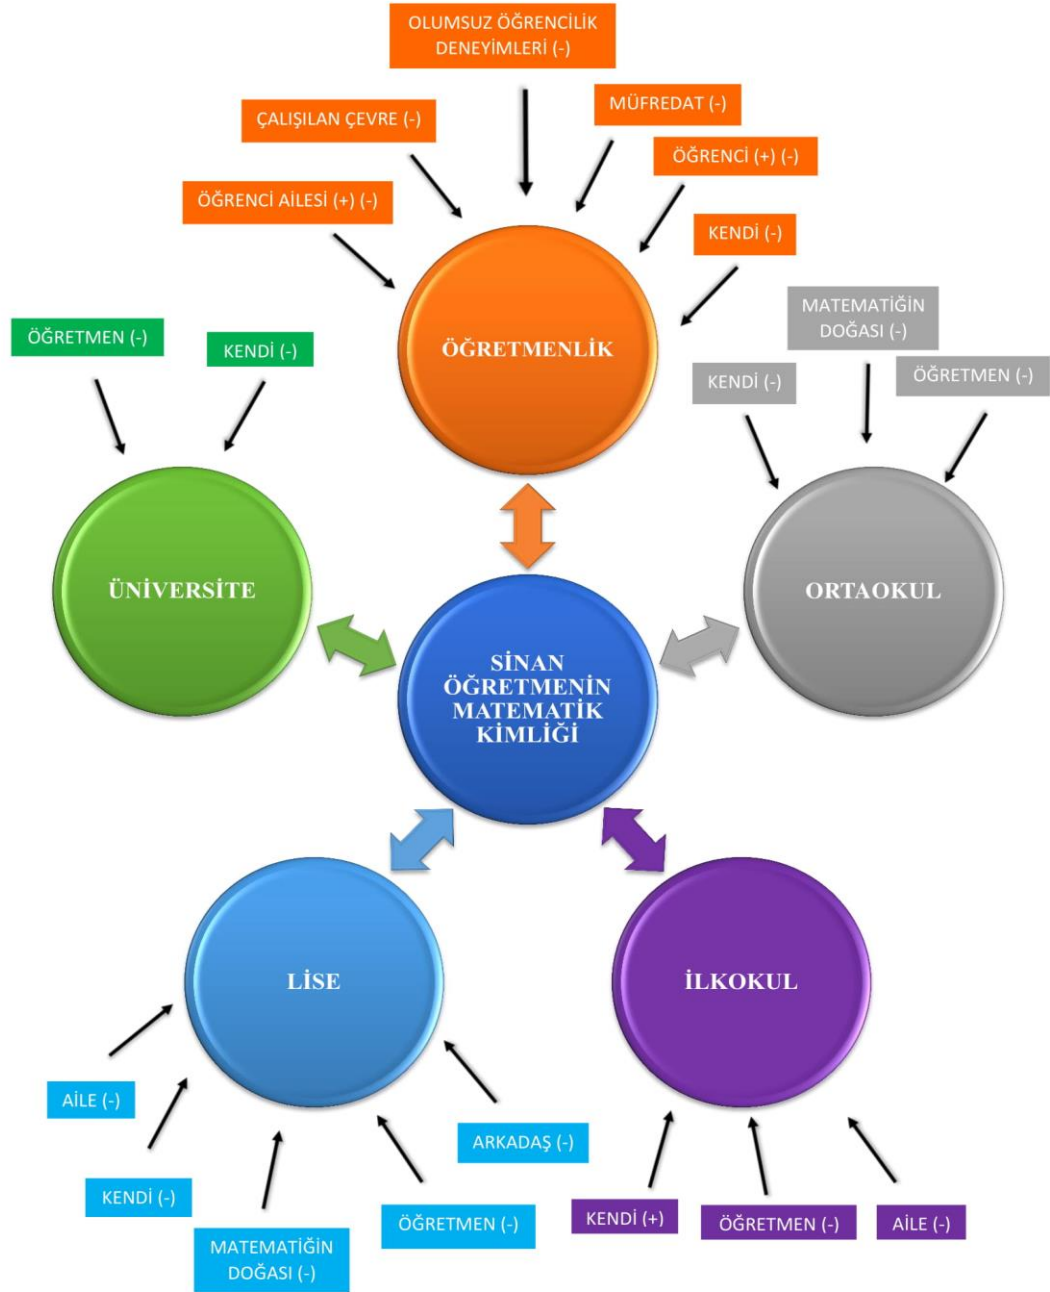 OLUMSUZ ÖĞRENCİLİK
DENEYİMLERİ (-)
ÇALIŞILAN ÇEVRE (-)
MÜFREDAT (-)
ÖĞRENCİ AİLESİ (+) (-)
ÖĞRENCİ (+) (-)
KENDİ (-)
ÖĞRETMENLİK
ÖĞRETMEN (-)
KENDİ (-)
ÜNİVERSİTE
MATEMATİĞİN
DOĞASI (-)
KENDİ (-)
ÖĞRETMEN (-)
ORTAOKUL
SİNAN
ÖĞRETMENİN
MATEMATİK
KİMLİĞİ
LİSE
AİLE (-)
KENDİ (-)
MATEMATİĞİN
DOĞASI (-)
ÖĞRETMEN (-)
ARKADAŞ (-)
İLKOKUL
KENDİ (+)
ÖĞRETMEN (-)
AİLE (-)